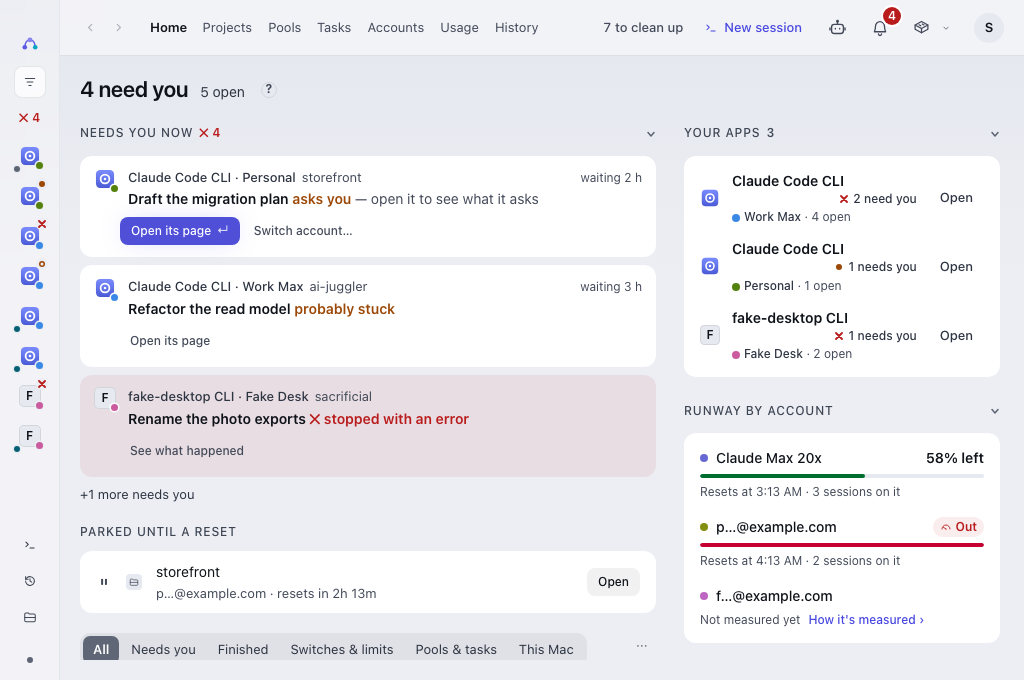 Home Projects Pools Tasks Accounts Usage History 7 to clean up New session 4 S
4
4 need you 5 open ?
NEEDS YOU NOW 4
Claude Code CLI · Personal storefront waiting 2 h
Draft the migration plan asks you — open it to see what it asks
Open its page Switch account...
Claude Code CLI · Work Max ai-juggler waiting 3 h
Refactor the read model probably stuck
Open its page
F fake-desktop CLI · Fake Desk sacrificial
Rename the photo exports stopped with an error
See what happened
+1 more needs you
PARKED UNTIL A RESET
storefront
p...@example.com · resets in 2h 13m
Open
All Needs you Finished Switches & limits Pools & tasks This Mac ...
YOUR APPS 3
Claude Code CLI
2 need you
Open
Work Max · 4 open
Claude Code CLI
1 needs you
Open
Personal · 1 open
F fake-desktop CLI
1 needs you
Open
Fake Desk · 2 open
RUNWAY BY ACCOUNT
Claude Max 20x 58% left
Resets at 3:13 AM · 3 sessions on it
p...@example.com Out
Resets at 4:13 AM · 2 sessions on it
f...@example.com
Not measured yet How it's measured ›
F
F